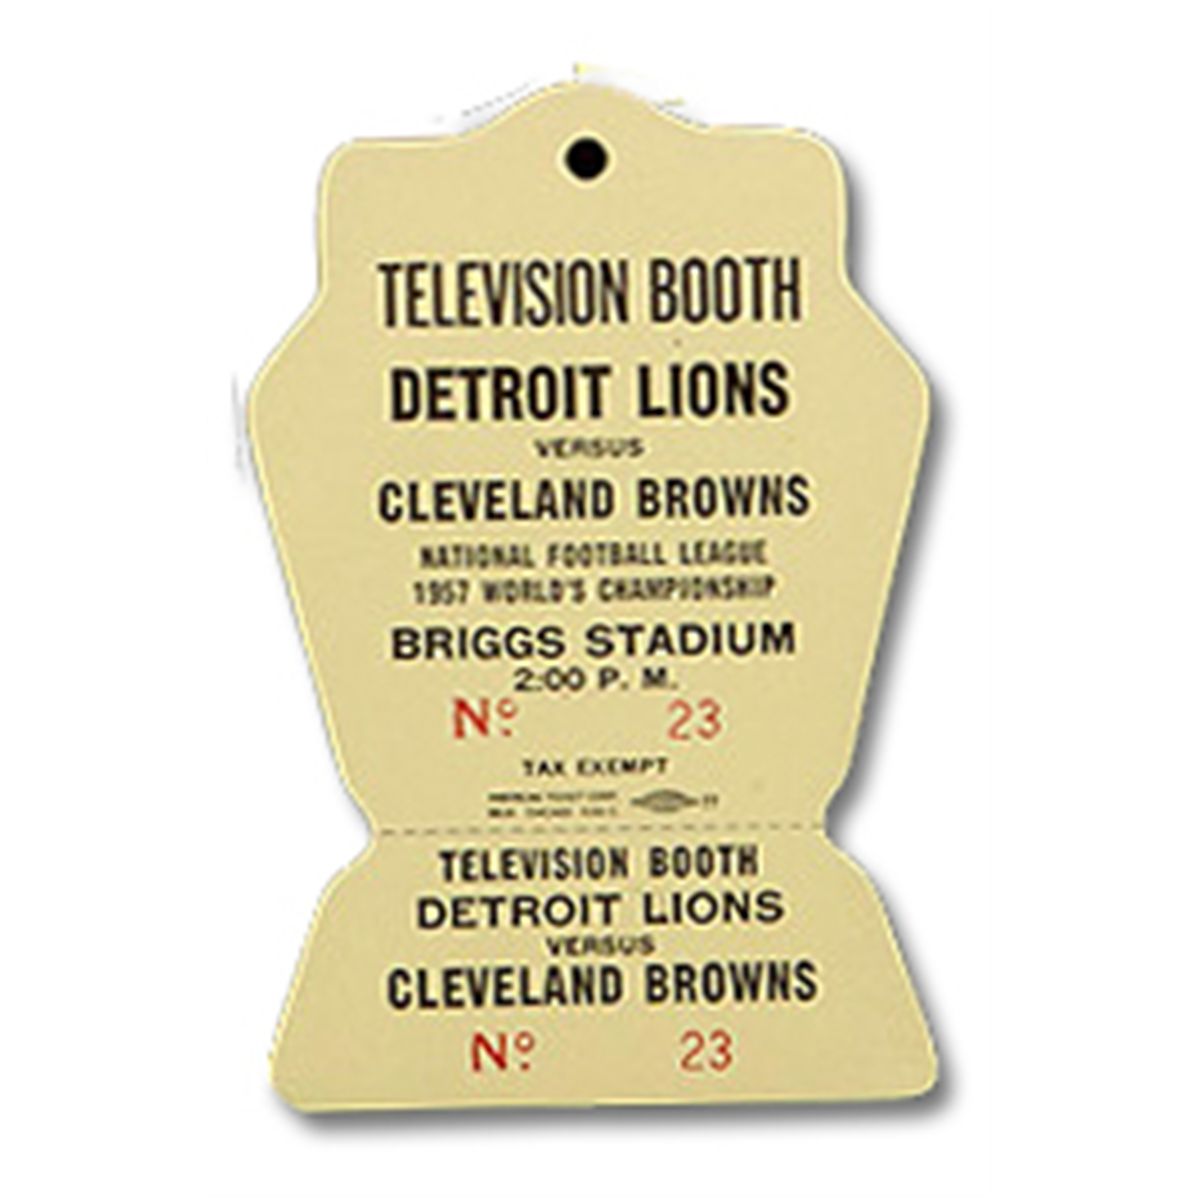 TELEVISION BOOTH
DETROIT LIONS
VERSUS
CLEVELAND BROWNS
NATIONAL FOOTBALL LEAGUE
1957 WORLD'S CHAMPIONSHIP
BRIGGS STADIUM
2:00 P. M.
Nº. 23
TAX EXEMPT
TELEVISION BOOTH
DETROIT LIONS
VERSUS
CLEVELAND BROWNS
Nº. 23